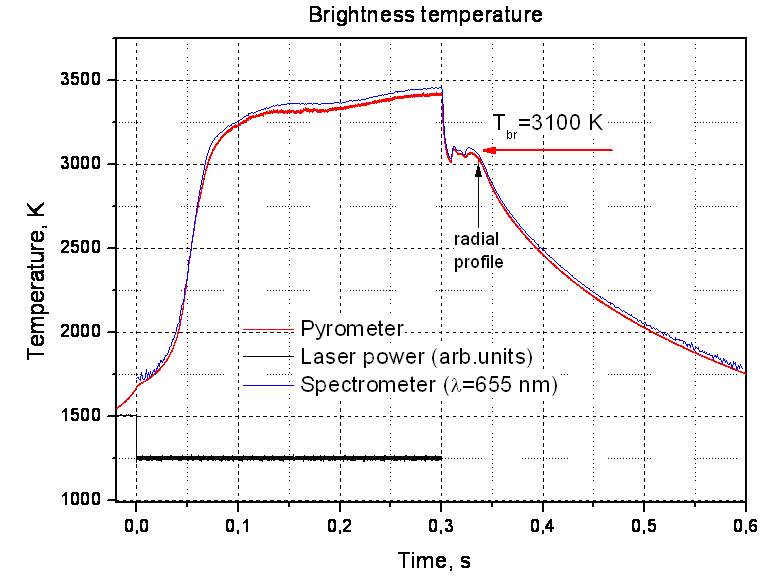 Brightness temperature
3500
3000
2500
2000
1500
1000
Temperature, K
T_br=3100 K
radial
profile
Pyrometer
Laser power (arb.units)
Spectrometer (λ=655 nm)
0,0 0,1 0,2 0,3 0,4 0,5 0,6
Time, s